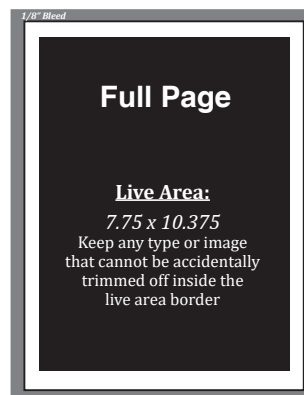 1/8" Bleed
Full Page
Live Area:
7.75 x 10.375
Keep any type or image
that cannot be accidentally
trimmed off inside the
live area border